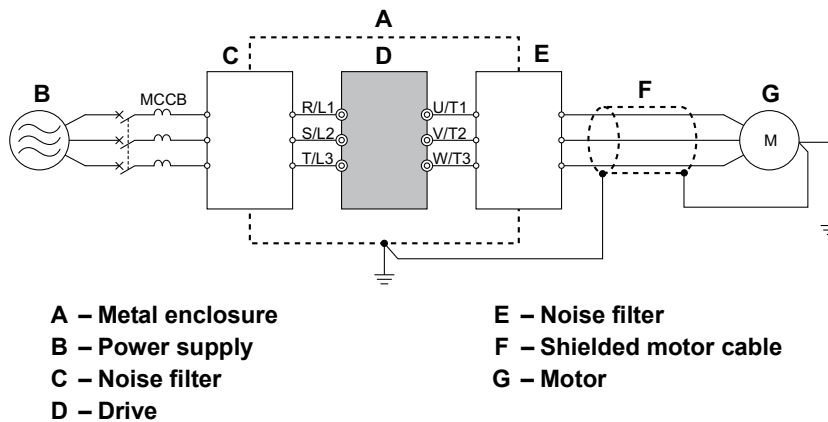 A
C
D
E
B
MCCB
F
G
R/L1
U/T1
S/L2
V/T2
M
T/L3
W/T3
A – Metal enclosure
B – Power supply
C – Noise filter
D – Drive
E – Noise filter
F – Shielded motor cable
G – Motor